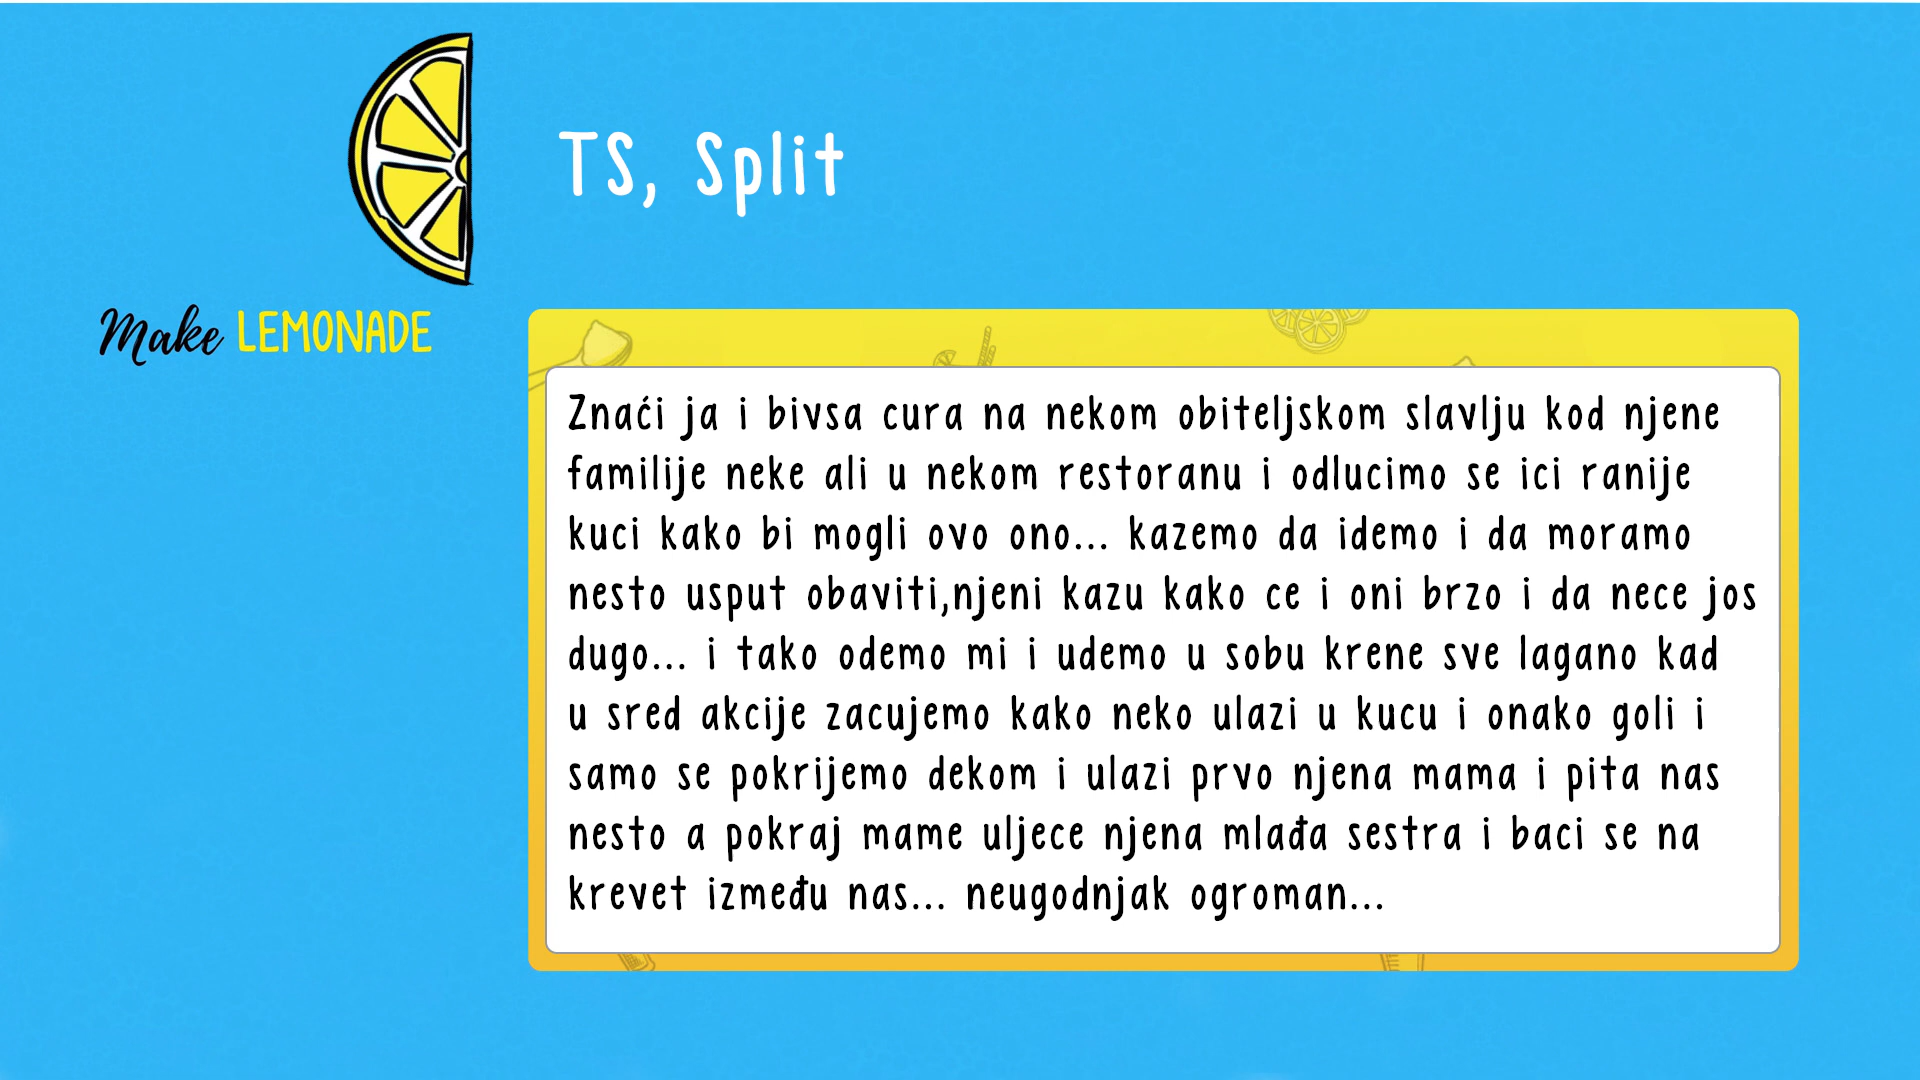 TS, Split
Make LEMONADE
Znaći ja i bivsa cura na nekom obiteljskom slavlju kod njene
familije neke ali u nekom restoranu i odlucimo se ici ranije
kuci kako bi mogli ovo ono... kazemo da idemo i da moramo
nesto usput obaviti,njeni kazu kako ce i oni brzo i da nece jos
dugo... i tako odemo mi i udemo u sobu krene sve lagano kad
u sred akcije zacujemo kako neko ulazi u kucu i onako goli i
samo se pokrijemo dekom i ulazi prvo njena mama i pita nas
nesto a pokraj mame uljece njena mlađa sestra i baci se na
krevet između nas... neugodnjak ogroman...